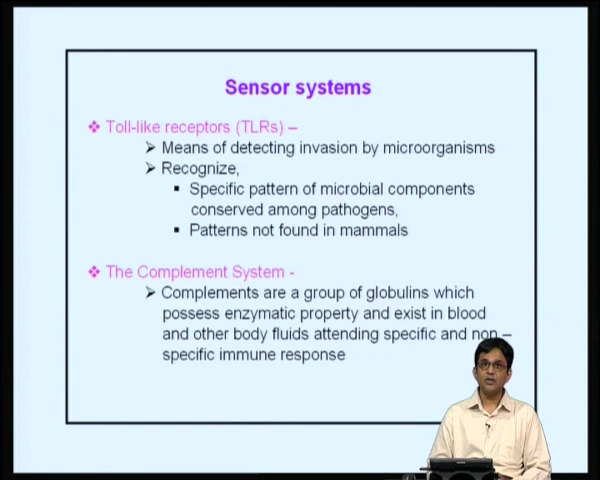 Sensor systems
❖ Toll-like receptors (TLRs) –
➢ Means of detecting invasion by microorganisms
➢ Recognize,
▪ Specific pattern of microbial components
conserved among pathogens,
▪ Patterns not found in mammals
❖ The Complement System -
➢ Complements are a group of globulins which
possess enzymatic property and exist in blood
and other body fluids attending specific and non –
specific immune response